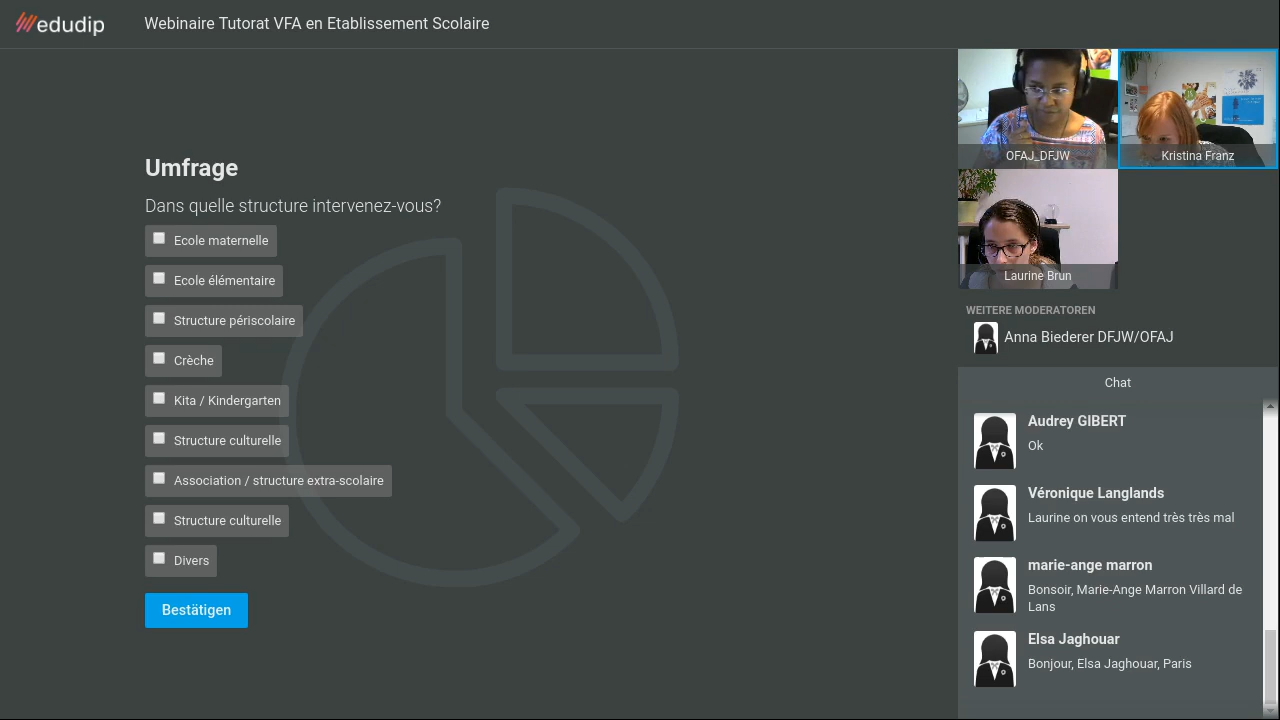 edudip
Webinaire Tutorat VFA en Etablissement Scolaire
Umfrage
Dans quelle structure intervenez-vous?
Ecole maternelle
Ecole élémentaire
Structure périscolaire
Crèche
Kita / Kindergarten
Structure culturelle
Association / structure extra-scolaire
Structure culturelle
Divers
Bestätigen
OFAJ_DFJW
Kristina Franz
Laurine Brun
WEITERE MODERATOREN
Anna Biederer DFJW/OFAJ
Chat
Audrey GIBERT
Ok
Véronique Langlands
Laurine on vous entend très très mal
marie-ange marron
Bonsoir, Marie-Ange Marron Villard de
Lans
Elsa Jaghouar
Bonjour, Elsa Jaghouar, Paris